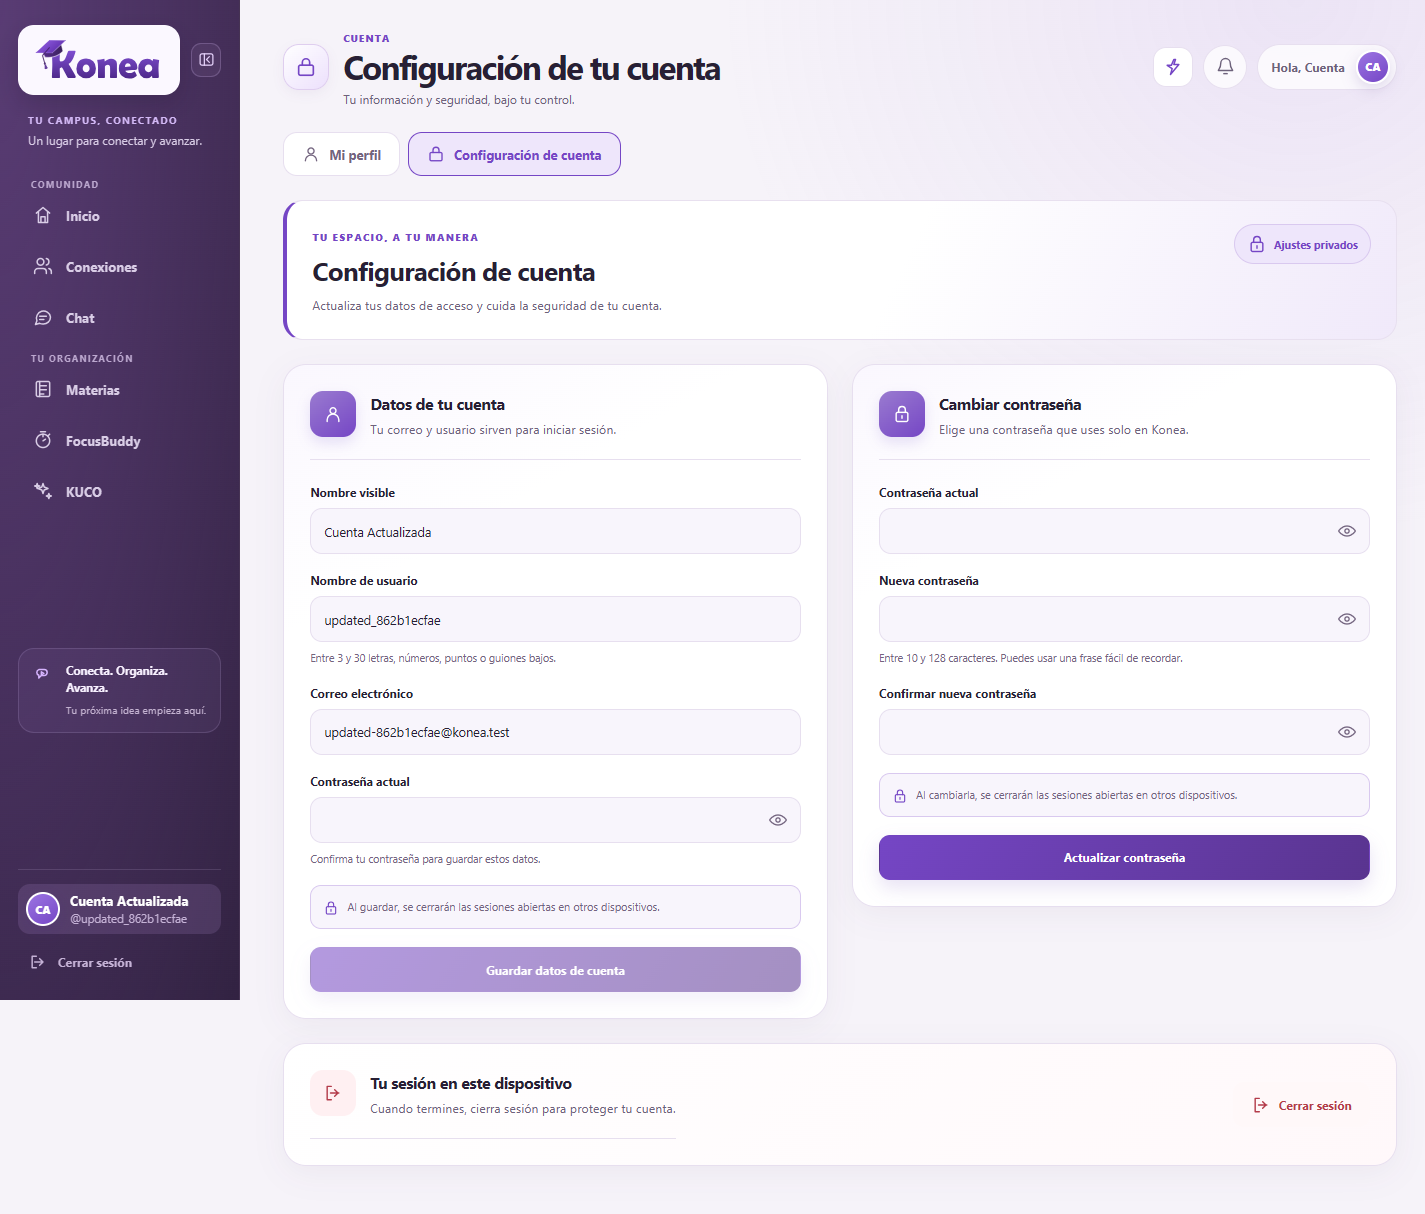 Konea
TU CAMPUS, CONECTADO
Un lugar para conectar y avanzar.
COMUNIDAD
Inicio
Conexiones
Chat
TU ORGANIZACIÓN
Materias
FocusBuddy
KUCO
Conecta. Organiza.
Avanza.
Tu próxima idea empieza aquí.
CA
Cuenta Actualizada
@updated_862b1ecfae
Cerrar sesión
CUENTA
Configuración de tu cuenta
Tu información y seguridad, bajo tu control.
Hola, Cuenta
CA
Mi perfil
Configuración de cuenta
TU ESPACIO, A TU MANERA
Configuración de cuenta
Actualiza tus datos de acceso y cuida la seguridad de tu cuenta.
Ajustes privados
Datos de tu cuenta
Tu correo y usuario sirven para iniciar sesión.
Nombre visible
Cuenta Actualizada
Nombre de usuario
updated_862b1ecfae
Entre 3 y 30 letras, números, puntos o guiones bajos.
Correo electrónico
updated-862b1ecfae@konea.test
Contraseña actual
Confirma tu contraseña para guardar estos datos.
Al guardar, se cerrarán las sesiones abiertas en otros dispositivos.
Guardar datos de cuenta
Cambiar contraseña
Elige una contraseña que uses solo en Konea.
Contraseña actual
Nueva contraseña
Entre 10 y 128 caracteres. Puedes usar una frase fácil de recordar.
Confirmar nueva contraseña
Al cambiarla, se cerrarán las sesiones abiertas en otros dispositivos.
Actualizar contraseña
Tu sesión en este dispositivo
Cuando termines, cierra sesión para proteger tu cuenta.
Cerrar sesión